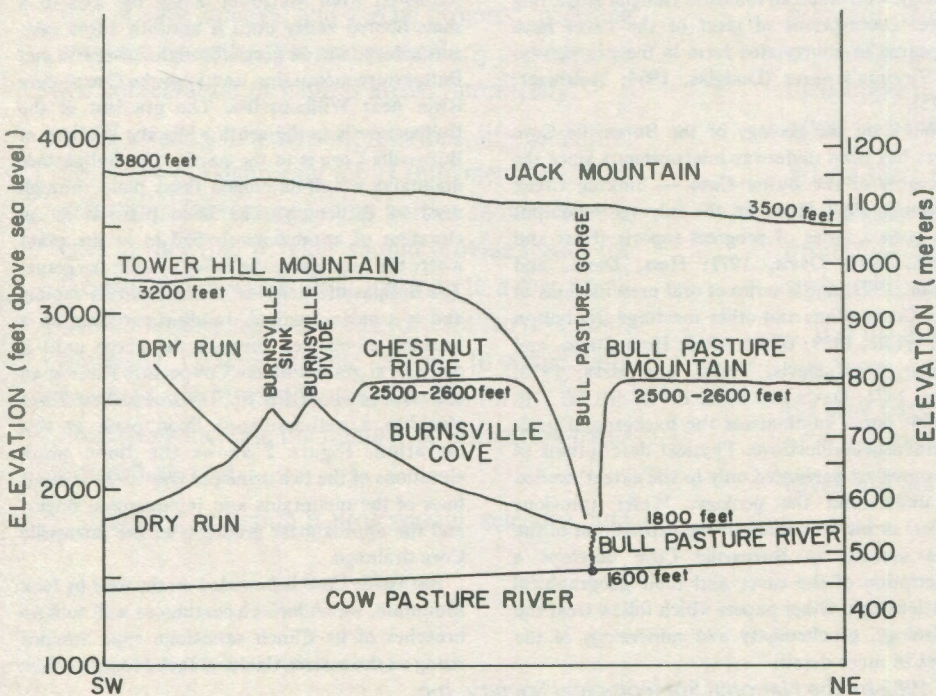 ELEVATION (feet above sea level)
4000
3000
2000
1000
3800 feet
JACK MOUNTAIN
3500 feet
TOWER HILL MOUNTAIN
3200 feet
DRY RUN
BURNSVILLE
SINK
BURNSVILLE
DIVIDE
CHESTNUT
RIDGE
2500-2600 feet
BULL PASTURE GORGE
BULL PASTURE
MOUNTAIN
2500-2600 feet
BURNSVILLE
COVE
DRY RUN
1800 feet
BULL PASTURE RIVER
1600 feet
COW PASTURE RIVER
SW
NE
1200
1100
1000
900
800
700
600
500
400
ELEVATION (meters)